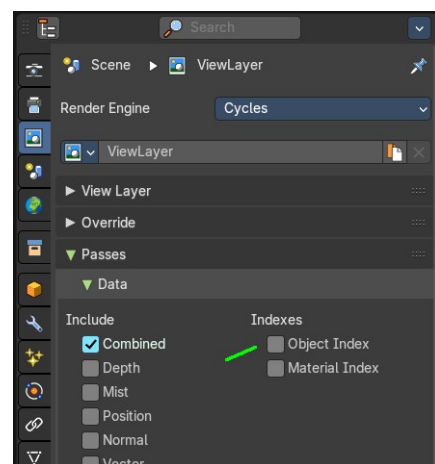 Search
Scene ViewLayer
Render Engine Cycles
ViewLayer
View Layer
Override
Passes
Data
Include Indexes
Combined Object Index
Depth Material Index
Mist
Position
Normal
Vector